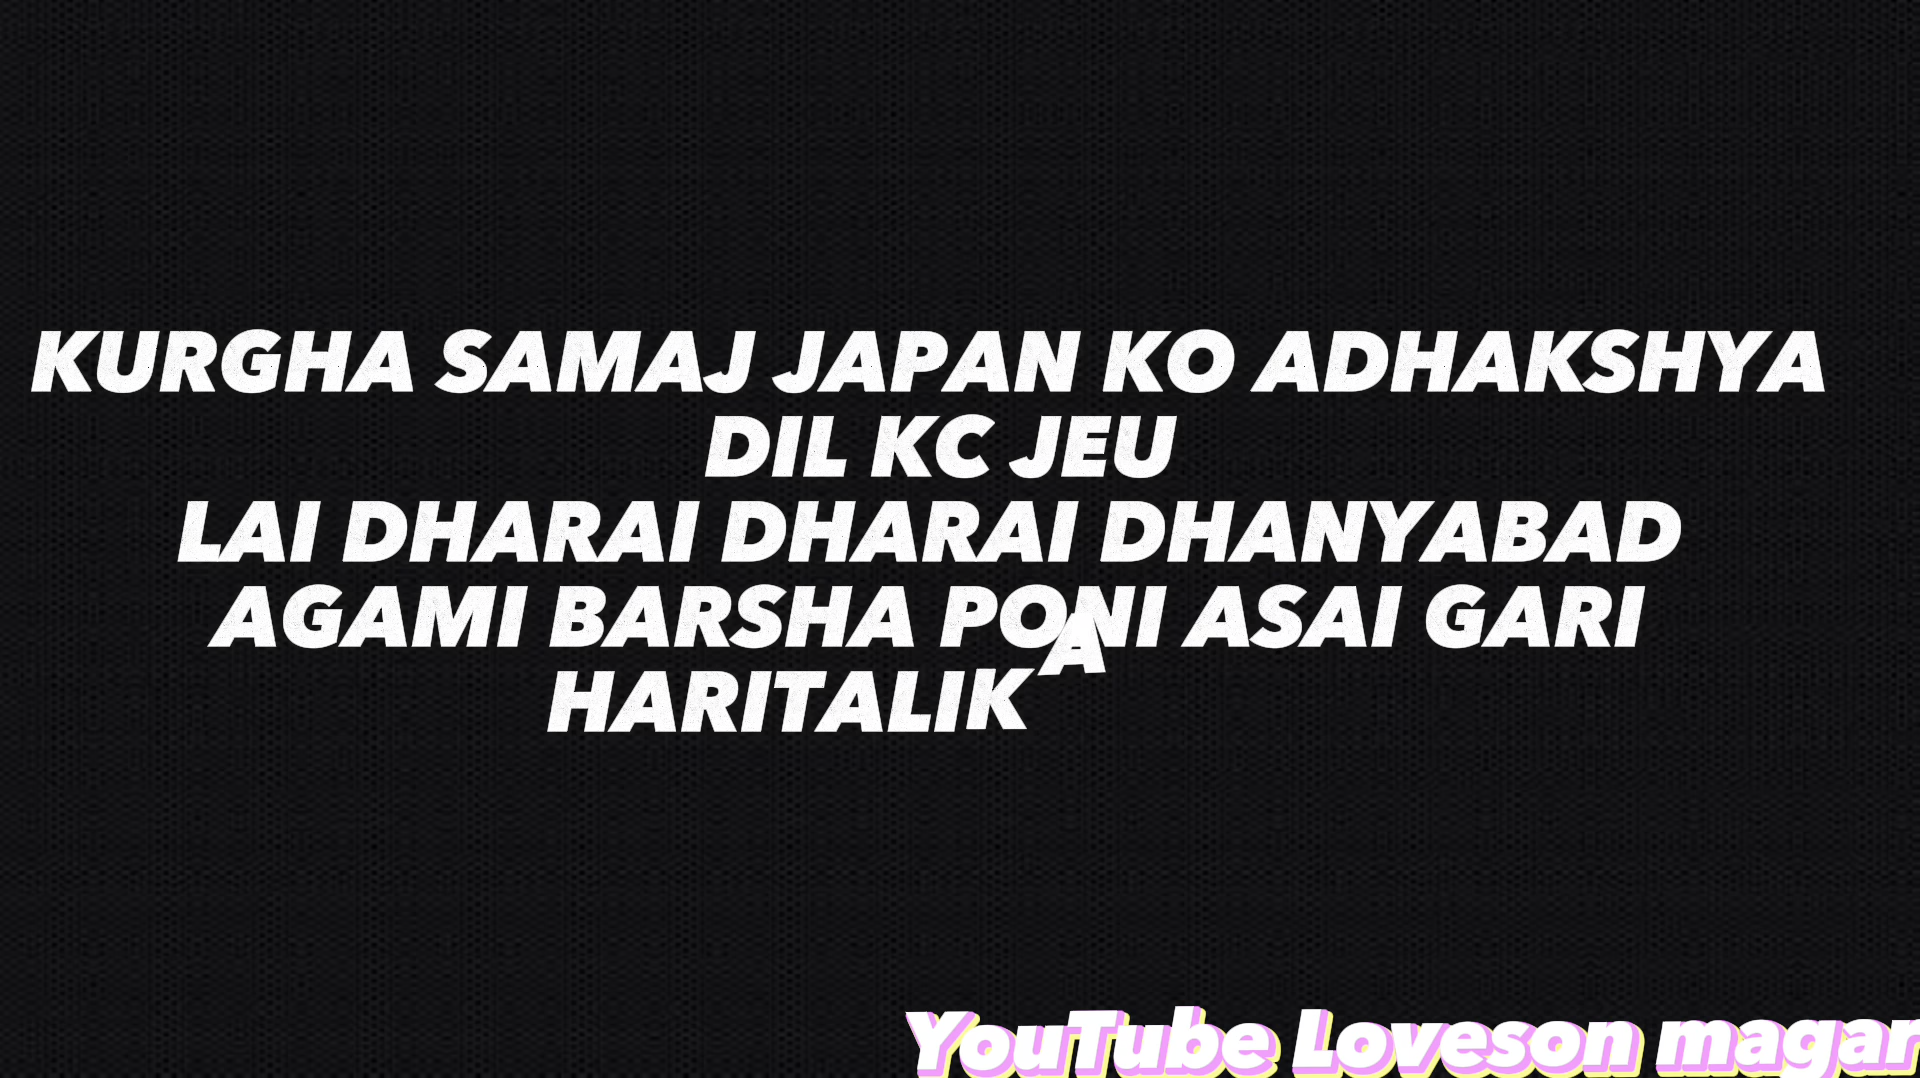 KURGHA SAMAJ JAPAN KO ADHAKSHYA
DIL KC JEU
LAI DHARAI DHARAI DHANYABAD
AGAMI BARSHA PONI ASAI GARI
HARITALIKA
YouTube Loveson magar